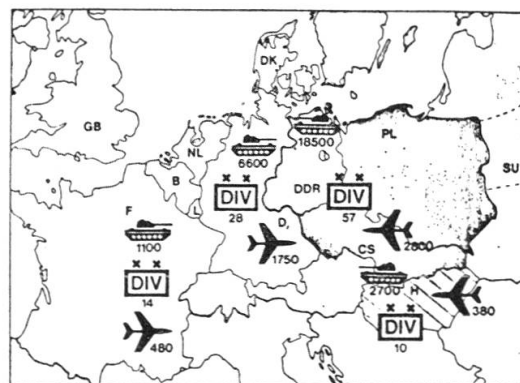 DK
GB
NL
B
L
F
1100
DIV
14
480
6600
DIV
28
D,
1750
18500
PL
DDR
DIV
57
2800
SU
CS
2700
H
380
DIV
10